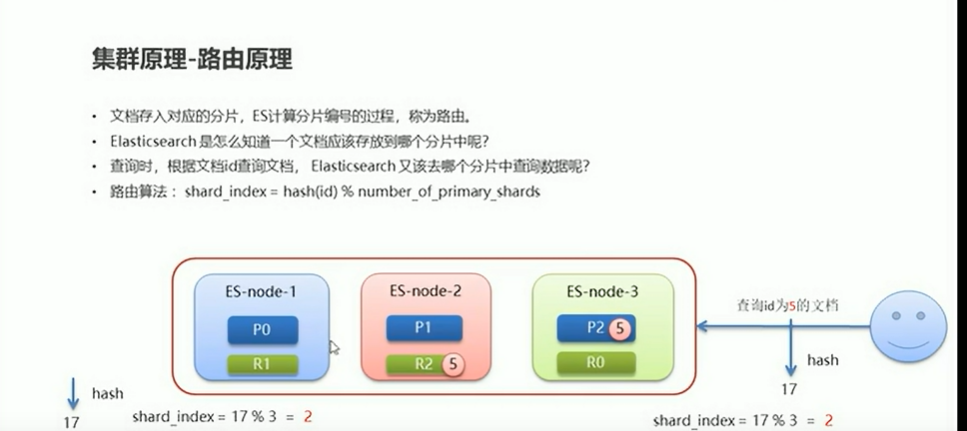 集群原理-路由原理
• 文档存入对应的分片，ES计算分片编号的过程，称为路由。
• Elasticsearch 是怎么知道一个文档应该存放到哪个分片中呢？
• 查询时，根据文档id查询文档， Elasticsearch 又该去哪个分片中查询数据呢？
• 路由算法： shard_index = hash(id) % number_of_primary_shards
ES-node-1
P0
R1
ES-node-2
P1
R2 5
ES-node-3
P2 5
R0
查询id为5的文档
hash
17
shard_index = 17 % 3 = 2
hash
17
shard_index = 17 % 3 = 2